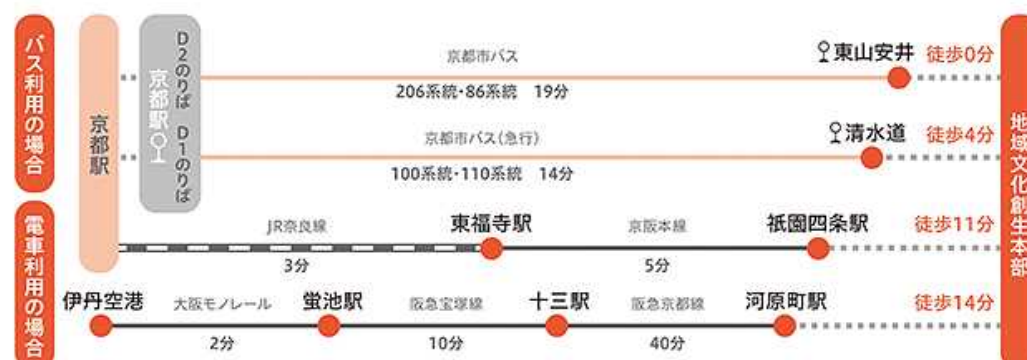 バス利用の場合
京都駅
D2のりば D1のりば
京都駅
京都市バス
206系統・86系統 19分
東山安井
徒歩0分
京都市バス(急行)
100系統・110系統 14分
清水道
徒歩4分
電車利用の場合
JR奈良線
3分
東福寺駅
京阪本線
5分
祇園四条駅
徒歩11分
伊丹空港
大阪モノレール
2分
蛍池駅
阪急宝塚線
10分
十三駅
阪急京都線
40分
河原町駅
徒歩14分
地域文化創生本部